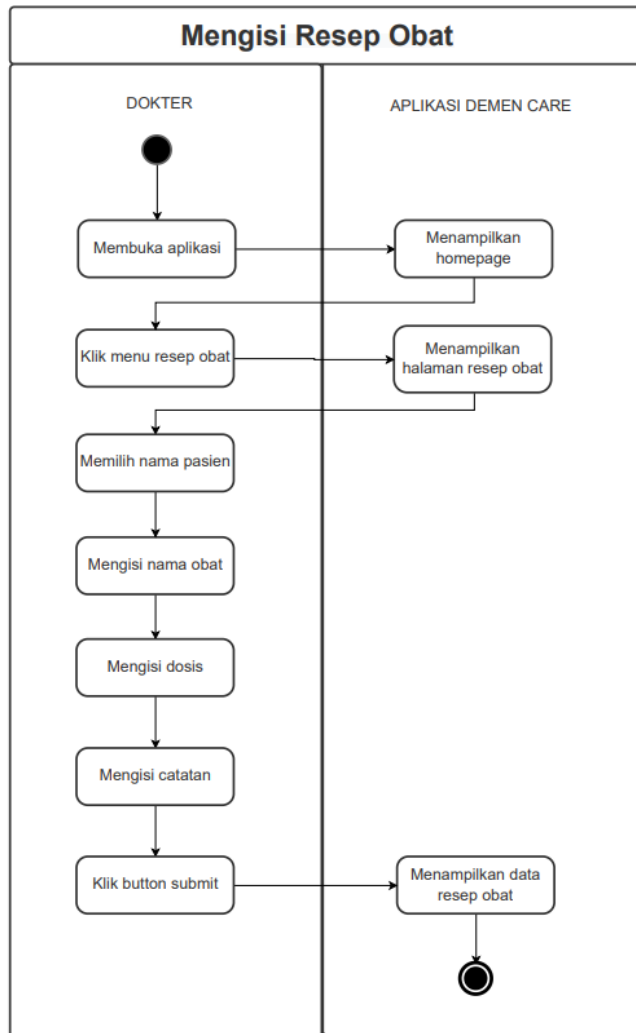 Mengisi Resep Obat
DOKTER
APLIKASI DEMEN CARE
Membuka aplikasi
Menampilkan
homepage
Klik menu resep obat
Menampilkan
halaman resep obat
Memilih nama pasien
Mengisi nama obat
Mengisi dosis
Mengisi catatan
Klik button submit
Menampilkan data
resep obat